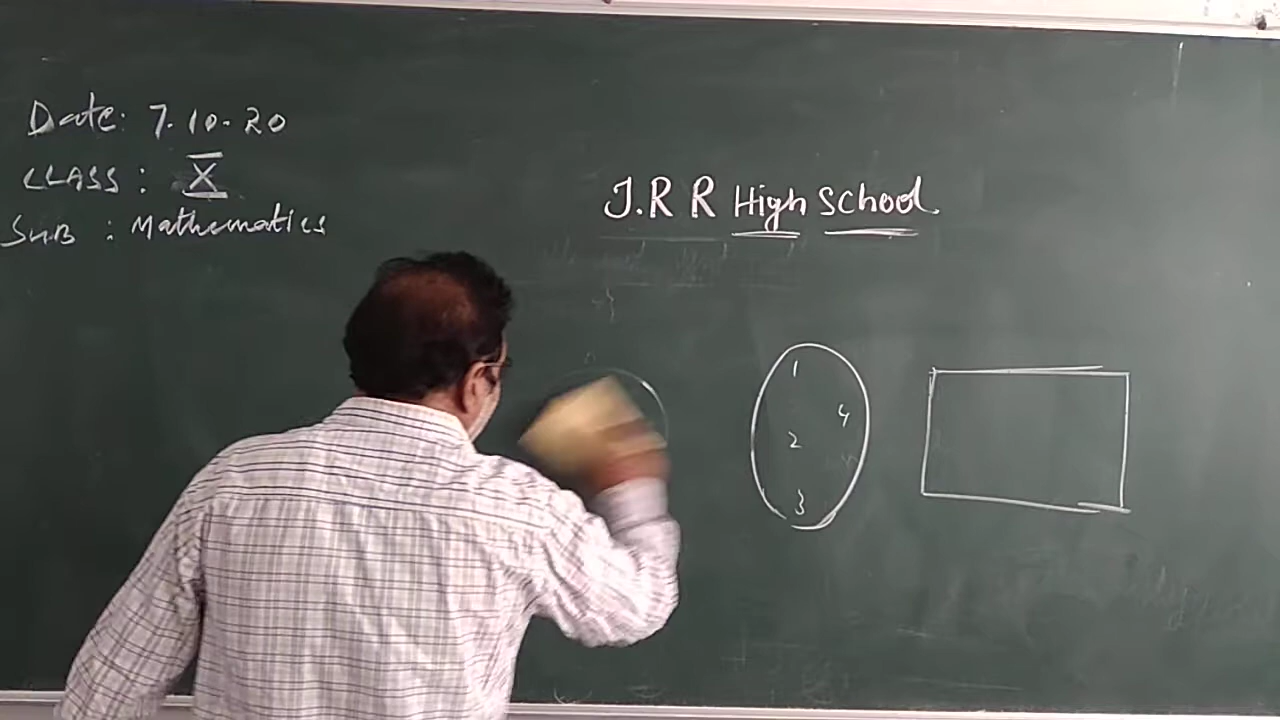 Date: 7.10.20
CLASS: X
SUB: Mathematics
J.R R High School.
1
4
2
3